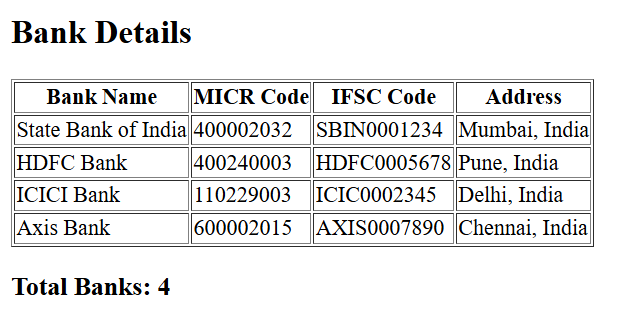 Bank Details
Bank Name MICR Code IFSC Code Address
State Bank of India 400002032 SBIN0001234 Mumbai, India
HDFC Bank 400240003 HDFC0005678 Pune, India
ICICI Bank 110229003 ICIC0002345 Delhi, India
Axis Bank 600002015 AXIS0007890 Chennai, India
Total Banks: 4